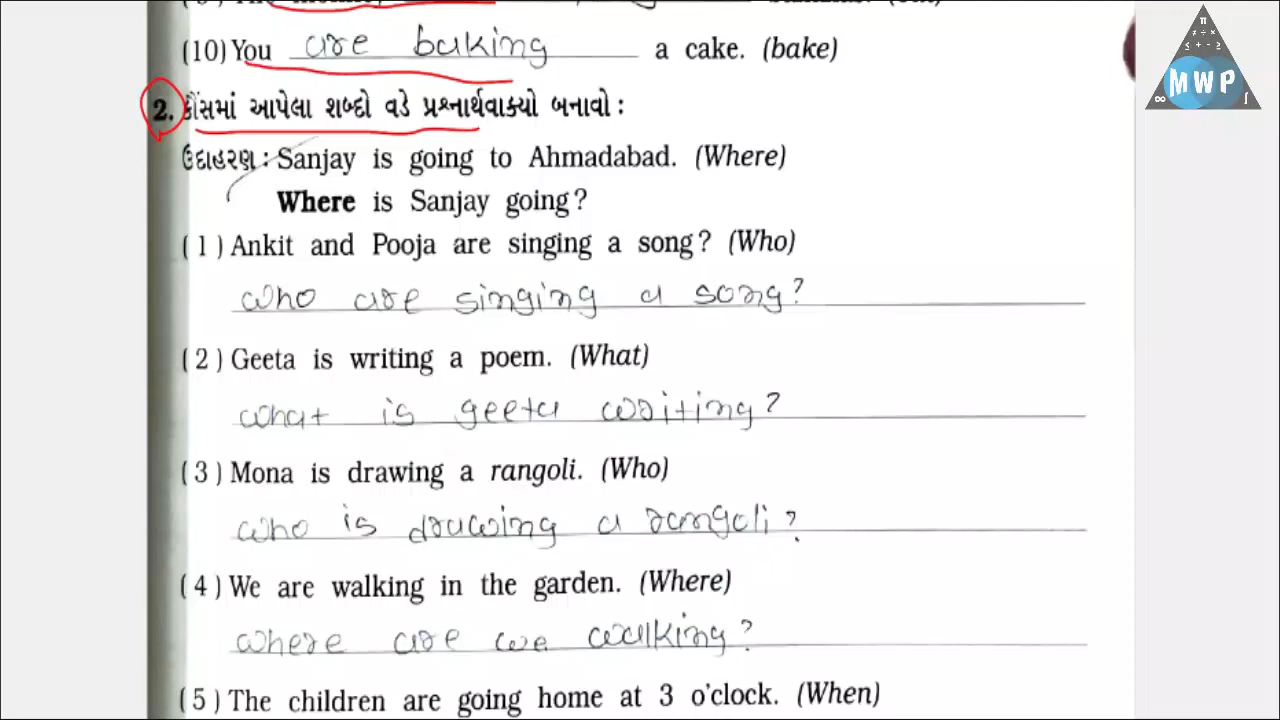 (10) You are baking a cake. (bake)
2. કૌંસમાં આપેલા શબ્દો વડે પ્રશ્નાર્થવાક્યો બનાવો :
ઉદાહરણ : Sanjay is going to Ahmadabad. (Where)
Where is Sanjay going?
( 1 ) Ankit and Pooja are singing a song? (Who)
who are singing a song?
( 2 ) Geeta is writing a poem. (What)
what is geeta writing?
( 3 ) Mona is drawing a rangoli. (Who)
who is drawing a rangoli?
( 4 ) We are walking in the garden. (Where)
where are we walking?
( 5 ) The children are going home at 3 o'clock. (When)
MWP